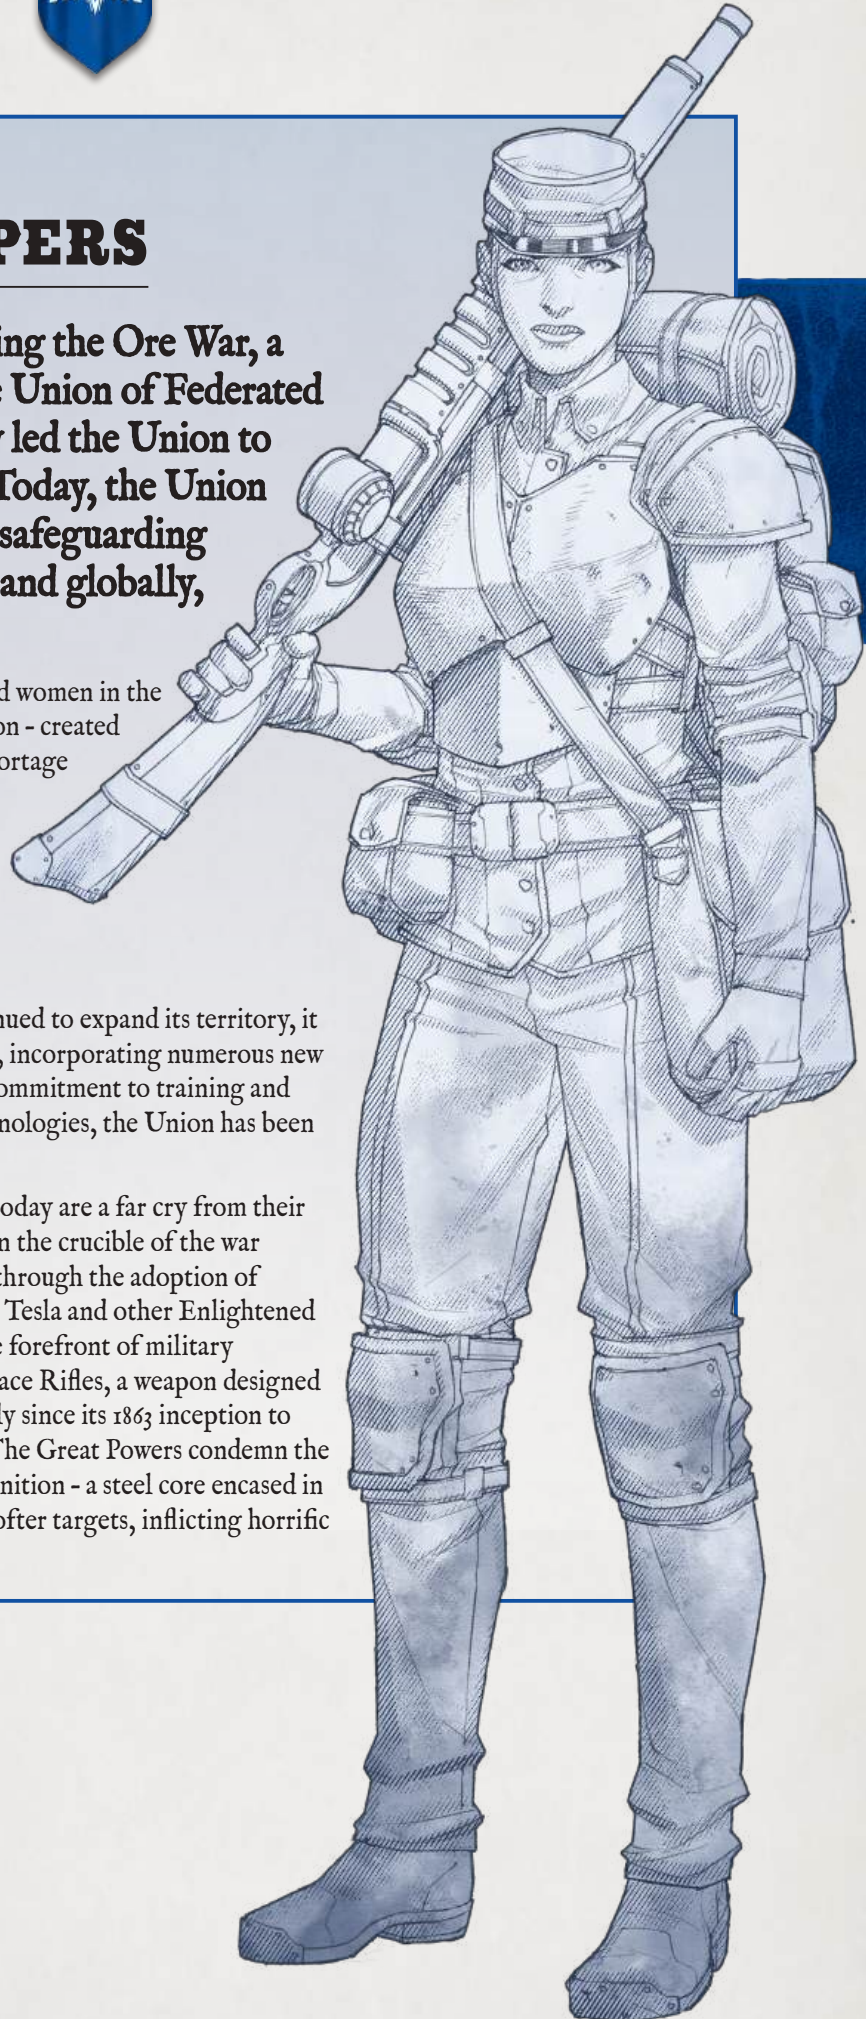 PERS
ing the Ore War, a
Union of Federated
led the Union to
Today, the Union
safeguarding
and globally,
women in the
on - created
ortage
nued to expand its territory, it
, incorporating numerous new
ommitment to training and
nologies, the Union has been
oday are a far cry from their
n the crucible of the war
through the adoption of
Tesla and other Enlightened
e forefront of military
ace Rifles, a weapon designed
ly since its 1863 inception to
The Great Powers condemn the
nition - a steel core encased in
ofter targets, inflicting horrific